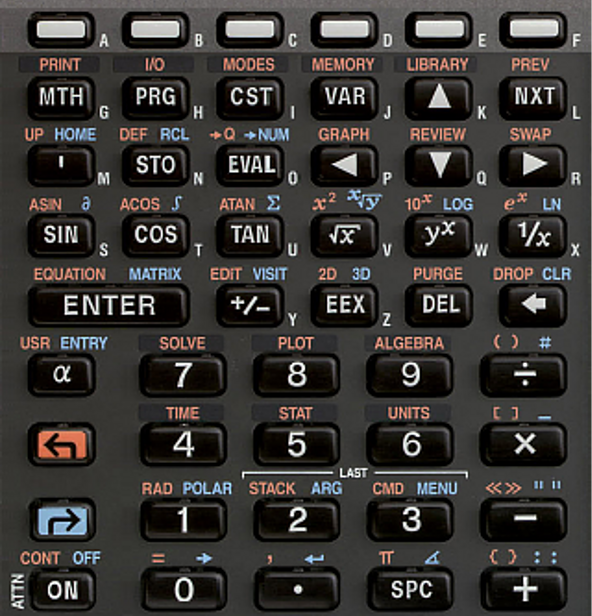 A B C D E F
PRINT I/O MODES MEMORY LIBRARY PREV
MTH G PRG H CST I VAR J ▲ K NXT L
UP HOME DEF RCL →Q →NUM GRAPH REVIEW SWAP
' M STO N EVAL O ◀ P ▼ Q ▶ R
ASIN ∂ ACOS ∫ ATAN Σ x² ˣ√y 10ˣ LOG eˣ LN
SIN S COS T TAN U √x V yˣ W 1/x X
EQUATION MATRIX EDIT VISIT 2D 3D PURGE DROP CLR
ENTER +/− Y EEX Z DEL ←
USR ENTRY SOLVE PLOT ALGEBRA ( ) #
α 7 8 9 ÷
TIME STAT UNITS [ ] _
↰ 4 5 6 ×
LAST
RAD POLAR STACK ARG CMD MENU «» " "
↱ 1 2 3 −
CONT OFF = → , ↵ π ∡ { } : :
ATTN ON 0 · SPC +